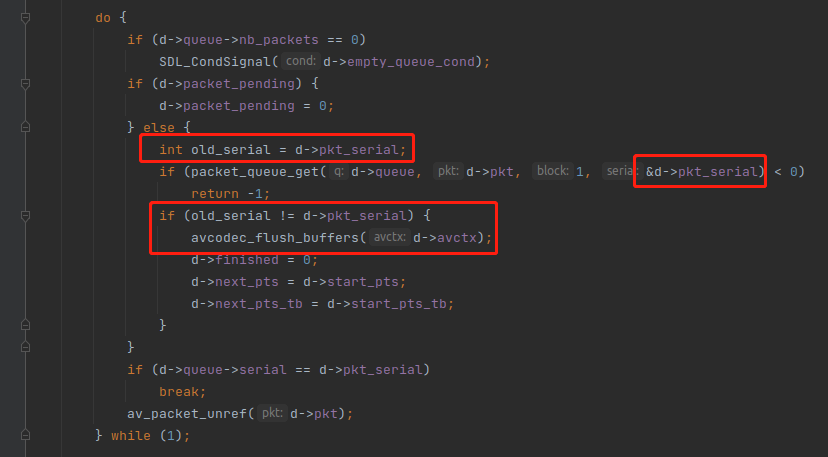 do {
if (d->queue->nb_packets == 0)
SDL_CondSignal( cond: d->empty_queue_cond);
if (d->packet_pending) {
d->packet_pending = 0;
} else {
int old_serial = d->pkt_serial;
if (packet_queue_get( q: d->queue, pkt: d->pkt, block: 1, serial: &d->pkt_serial) < 0)
return -1;
if (old_serial != d->pkt_serial) {
avcodec_flush_buffers( avctx: d->avctx);
d->finished = 0;
d->next_pts = d->start_pts;
d->next_pts_tb = d->start_pts_tb;
}
}
if (d->queue->serial == d->pkt_serial)
break;
av_packet_unref( pkt: d->pkt);
} while (1);